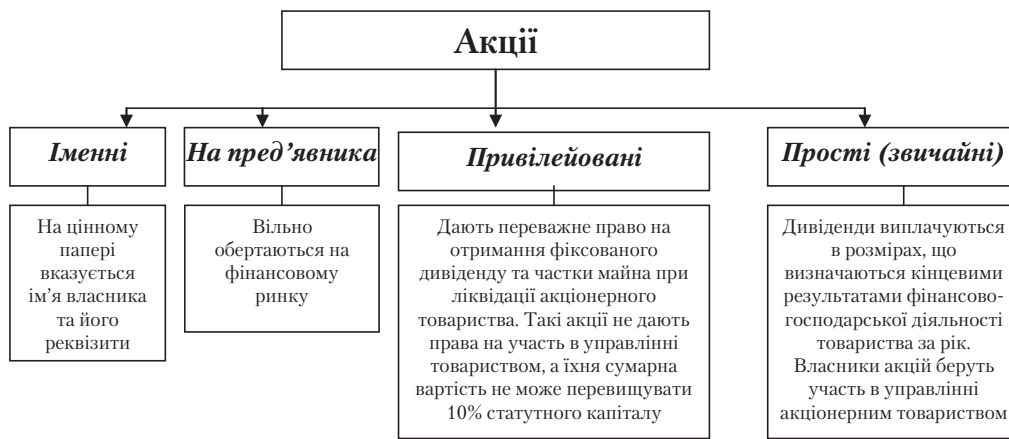 Акції
Іменні
На цінному
папері
вказується
ім’я власника
та його
реквізити
На пред’явника
Вільно
обертаються на
фінансовому
ринку
Привілейовані
Дають переважне право на
отримання фіксованого
дивіденду та частки майна при
ліквідації акціонерного
товариства. Такі акції не дають
права на участь в управлінні
товариством, а їхня сумарна
вартість не може перевищувати
10% статутного капіталу
Прості (звичайні)
Дивіденди виплачуються
в розмірах, що
визначаються кінцевими
результатами фінансово-
господарської діяльності
товариства за рік.
Власники акцій беруть
участь в управлінні
акціонерним товариством